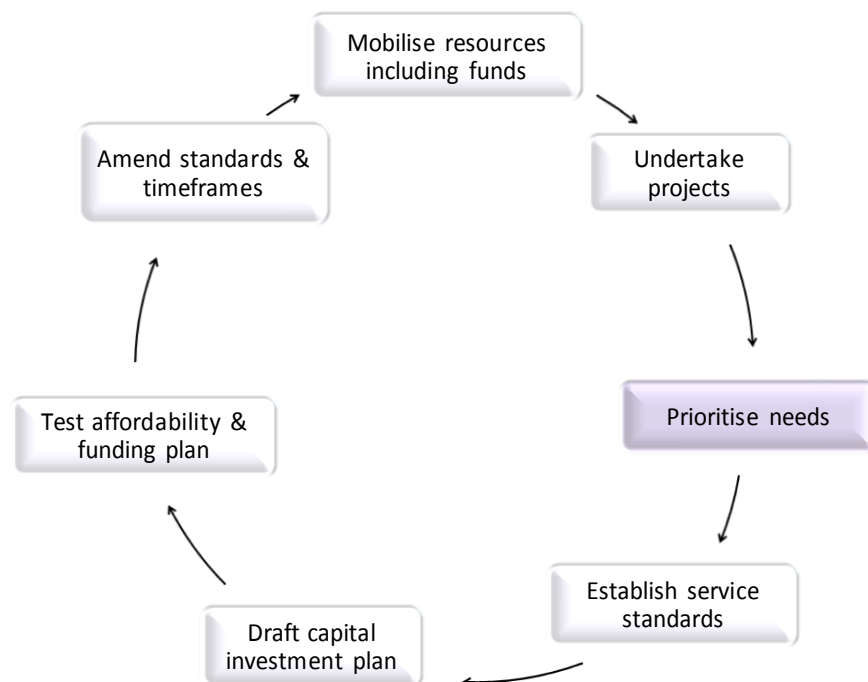 Mobilise resources
including funds
Undertake
projects
Prioritise needs
Establish service
standards
Draft capital
investment plan
Test affordability &
funding plan
Amend standards &
timeframes